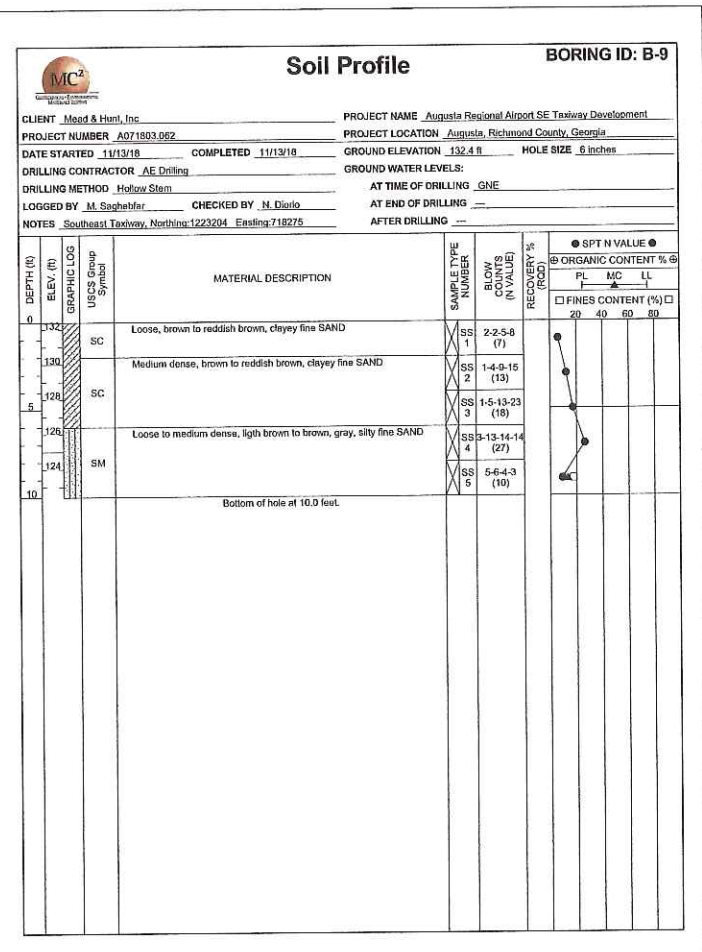 Soil Profile
BORING ID: B-9
MC²
CLIENT Mead & Hunt, Inc
PROJECT NAME Augusta Regional Airport SE Taxiway Development
PROJECT NUMBER A071803.062
PROJECT LOCATION Augusta, Richmond County, Georgia
DATE STARTED 11/13/18 COMPLETED 11/13/18
GROUND ELEVATION 132.4 ft HOLE SIZE 6 inches
DRILLING CONTRACTOR AE Drilling
GROUND WATER LEVELS:
DRILLING METHOD Hollow Stem
AT TIME OF DRILLING GNE
LOGGED BY M. Saghebfar CHECKED BY N. Diorio
AT END OF DRILLING ---
NOTES Southeast Taxiway, Northing:1223204 Easting:718275
AFTER DRILLING ---
DEPTH (ft)
ELEV. (ft)
GRAPHIC LOG
USCS Group
Symbol
MATERIAL DESCRIPTION
SAMPLE TYPE
NUMBER
BLOW
COUNTS
(N VALUE)
RECOVERY %
(RQD)
● SPT N VALUE ●
⊕ ORGANIC CONTENT % ⊕
PL MC LL
□ FINES CONTENT (%) □
20 40 60 80
0
132
SC
Loose, brown to reddish brown, clayey fine SAND
SS 2-2-5-8
1 (7)
130
Medium dense, brown to reddish brown, clayey fine SAND
SS 1-4-9-15
2 (13)
128
SC
5
SS 1-5-13-23
3 (18)
126
Loose to medium dense, ligth brown to brown, gray, silty fine SAND
SS 3-13-14-14
4 (27)
124
SM
SS 5-6-4-3
5 (10)
10
Bottom of hole at 10.0 feet.